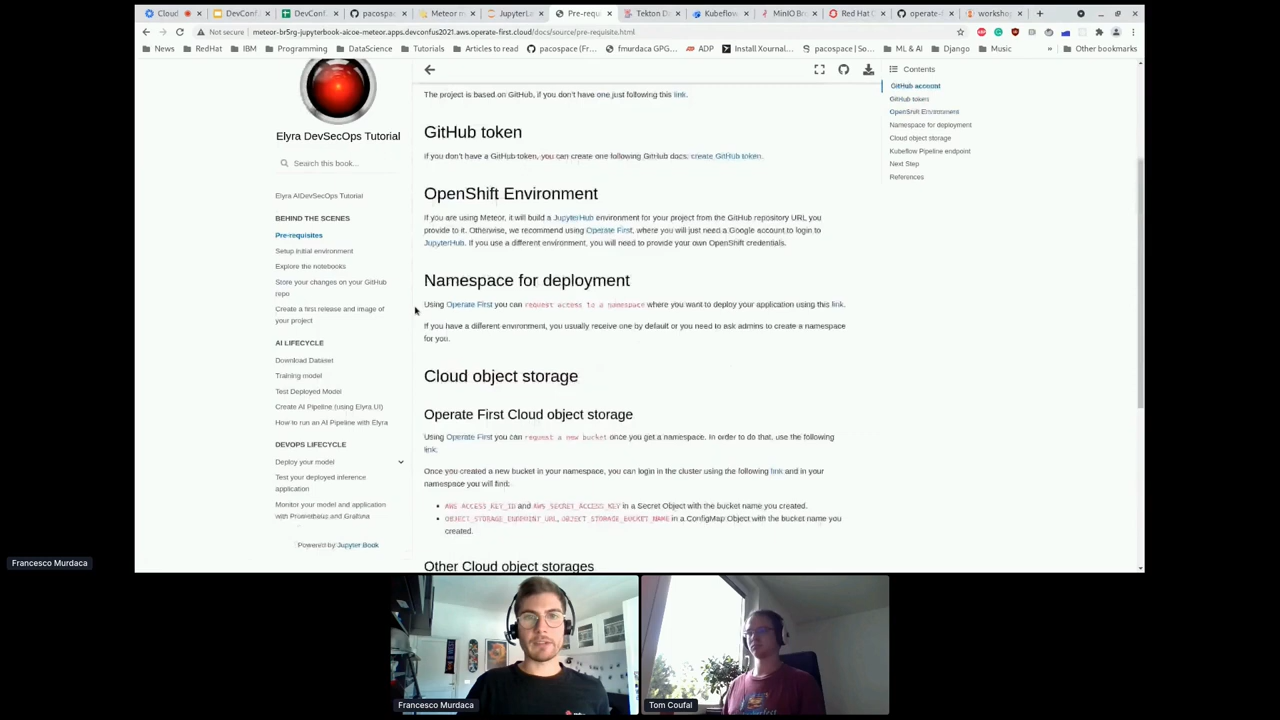 Cloud
DevConf.
DevConf.
pacospa
Meteor m
JupyterLa
Pre-requi
Tekton D
Kubeflow
MinIO Bro
Red Hat
operate-f
workshop
Not secure
meteor-br5rg-jupyterbook-aicoe-meteor.apps.devconfus2021.aws.operate-first.cloud/docs/source/pre-requisite.html
News
RedHat
IBM
Programming
DataScience
Tutorials
Articles to read
pacospace (Fr...
fmurdaca GPG...
ADP
Install Xournal...
pacospace / So...
ML & AI
Django
Music
»
Other bookmarks
Elyra DevSecOps Tutorial
Search this book...
Elyra AIDevSecOps Tutorial
BEHIND THE SCENES
Pre-requisites
Setup initial environment
Explore the notebooks
Store your changes on your GitHub
repo
Create a first release and image of
your project
AI LIFECYCLE
Download Dataset
Training model
Test Deployed Model
Create AI Pipeline (using Elyra UI)
How to run an AI Pipeline with Elyra
DEVOPS LIFECYCLE
Deploy your model
Test your deployed inference
application
Monitor your model and application
with Prometheus and Grafana
Powered by Jupyter Book
The project is based on GitHub, if you don't have one just following this link.
GitHub token
If you don't have a GitHub token, you can create one following GitHub docs: create GitHub token.
OpenShift Environment
If you are using Meteor, it will build a JupyterHub environment for your project from the GitHub repository URL you
provide to it. Otherwise, we recommend using Operate First, where you will just need a Google account to login to
JupyterHub. If you use a different environment, you will need to provide your own OpenShift credentials.
Namespace for deployment
Using Operate First you can request access to a namespace where you want to deploy your application using this link.
If you have a different environment, you usually receive one by default or you need to ask admins to create a namespace
for you.
Cloud object storage
Operate First Cloud object storage
Using Operate First you can request a new bucket once you get a namespace. In order to do that, use the following
link.
Once you created a new bucket in your namespace, you can login in the cluster using the following link and in your
namespace you will find:
• AWS_ACCESS_KEY_ID and AWS_SECRET_ACCESS_KEY in a Secret Object with the bucket name you created.
• OBJECT_STORAGE_ENDPOINT_URL, OBJECT_STORAGE_BUCKET_NAME in a ConfigMap Object with the bucket name you
created.
Other Cloud object storages
Contents
GitHub account
GitHub token
OpenShift Environment
Namespace for deployment
Cloud object storage
Kubeflow Pipeline endpoint
Next Step
References
Francesco Murdaca
Francesco Murdaca
Tom Coufal